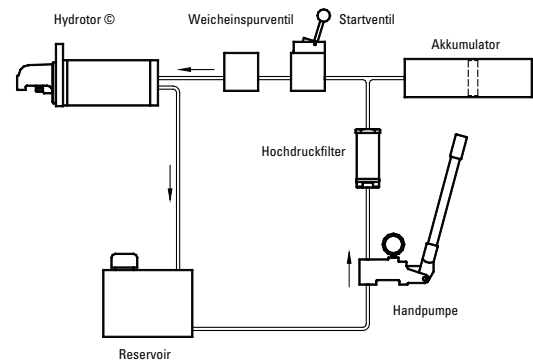 Hydrotor ©
Weicheinspurventil
Startventil
Akkumulator
Hochdruckfilter
Handpumpe
Reservoir